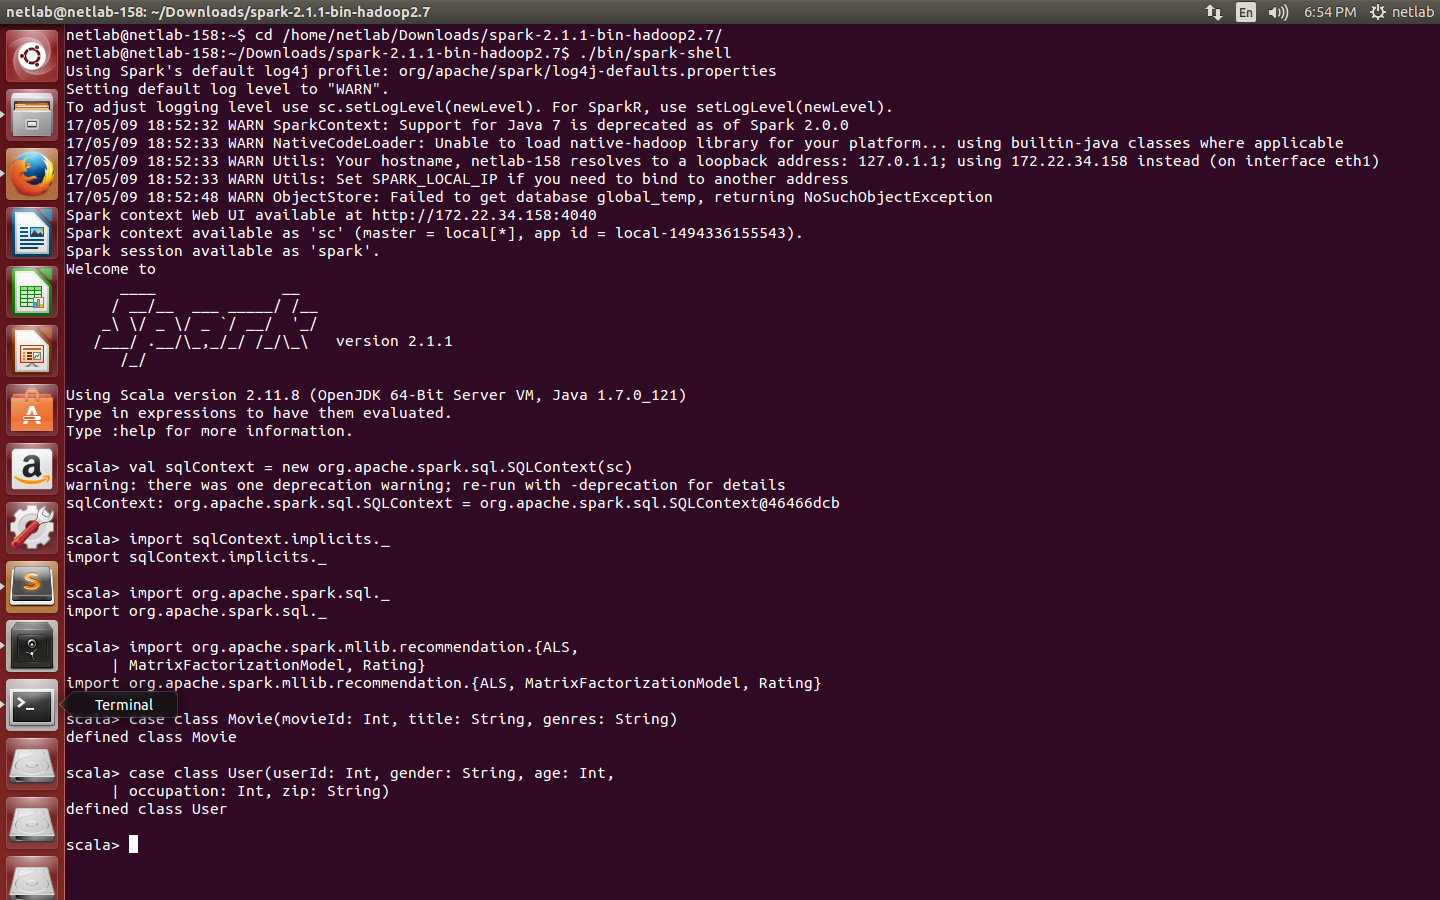 netlab@netlab-158: ~/Downloads/spark-2.1.1-bin-hadoop2.7
En
6:54 PM
netlab
netlab@netlab-158:~$ cd /home/netlab/Downloads/spark-2.1.1-bin-hadoop2.7/
netlab@netlab-158:~/Downloads/spark-2.1.1-bin-hadoop2.7$ ./bin/spark-shell
Using Spark's default log4j profile: org/apache/spark/log4j-defaults.properties
Setting default log level to "WARN".
To adjust logging level use sc.setLogLevel(newLevel). For SparkR, use setLogLevel(newLevel).
17/05/09 18:52:32 WARN SparkContext: Support for Java 7 is deprecated as of Spark 2.0.0
17/05/09 18:52:33 WARN NativeCodeLoader: Unable to load native-hadoop library for your platform... using builtin-java classes where applicable
17/05/09 18:52:33 WARN Utils: Your hostname, netlab-158 resolves to a loopback address: 127.0.1.1; using 172.22.34.158 instead (on interface eth1)
17/05/09 18:52:33 WARN Utils: Set SPARK_LOCAL_IP if you need to bind to another address
17/05/09 18:52:48 WARN ObjectStore: Failed to get database global_temp, returning NoSuchObjectException
Spark context Web UI available at http://172.22.34.158:4040
Spark context available as 'sc' (master = local[*], app id = local-1494336155543).
Spark session available as 'spark'.
Welcome to
      ____              __
     / __/__  ___ _____/ /__
    _\ \/ _ \/ _ `/ __/  '_/
   /___/ .__/\_,_/_/ /_/\_\   version 2.1.1
      /_/
Using Scala version 2.11.8 (OpenJDK 64-Bit Server VM, Java 1.7.0_121)
Type in expressions to have them evaluated.
Type :help for more information.
scala> val sqlContext = new org.apache.spark.sql.SQLContext(sc)
warning: there was one deprecation warning; re-run with -deprecation for details
sqlContext: org.apache.spark.sql.SQLContext = org.apache.spark.sql.SQLContext@46466dcb
scala> import sqlContext.implicits._
import sqlContext.implicits._
scala> import org.apache.spark.sql._
import org.apache.spark.sql._
scala> import org.apache.spark.mllib.recommendation.{ALS,
     | MatrixFactorizationModel, Rating}
import org.apache.spark.mllib.recommendation.{ALS, MatrixFactorizationModel, Rating}
Terminal
scala> case class Movie(movieId: Int, title: String, genres: String)
defined class Movie
scala> case class User(userId: Int, gender: String, age: Int,
     | occupation: Int, zip: String)
defined class User
scala>